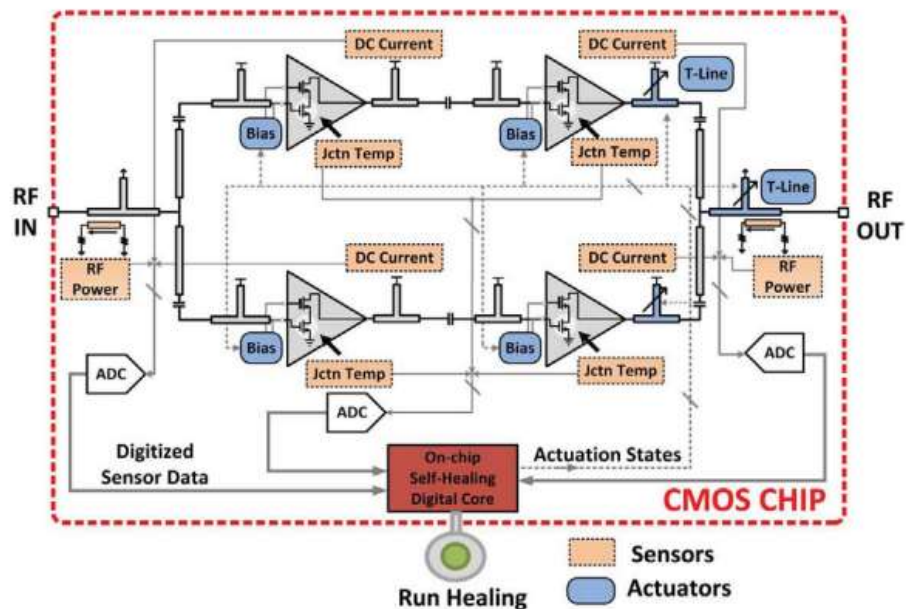 DC Current
DC Current
T-Line
Bias
Bias
Jctn Temp
Jctn Temp
RF
IN
T-Line
RF
OUT
RF
Power
DC Current
DC Current
RF
Power
Bias
Bias
ADC
Jctn Temp
Jctn Temp
ADC
ADC
Digitized
Sensor Data
On-chip
Self-Healing
Digital Core
Actuation States
CMOS CHIP
Run Healing
Sensors
Actuators